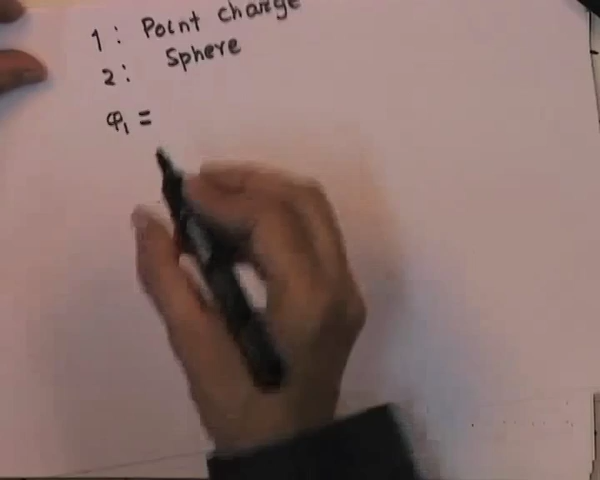 1: Point charge
2: Sphere
φ₁ =